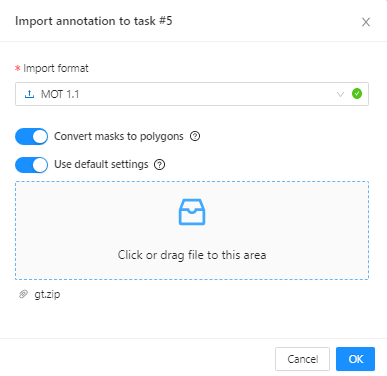 Import annotation to task #5
* Import format
MOT 1.1
Convert masks to polygons
Use default settings
Click or drag file to this area
gt.zip
Cancel
OK